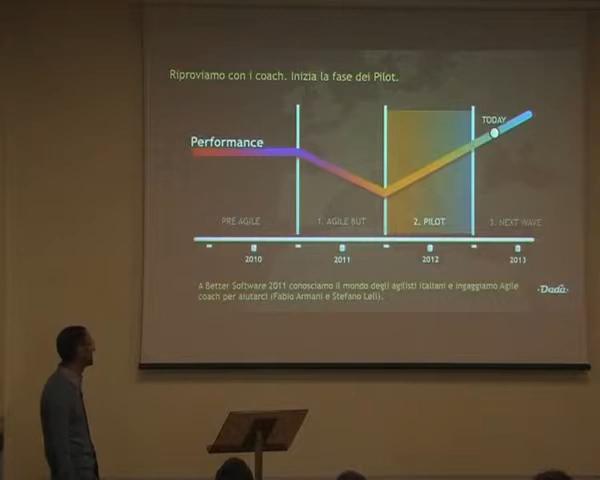 Riproviamo con i coach. Inizia la fase dei Pilot.
TODAY
Performance
PRE AGILE
1. AGILE BUT
2. PILOT
3. NEXT WAVE
2010
2011
2012
2013
A Better Software 2011 conosciamo il mondo degli agilisti italiani e ingaggiamo Agile
coach per aiutarci (Fabio Armani e Stefano Leli).
·Dada·